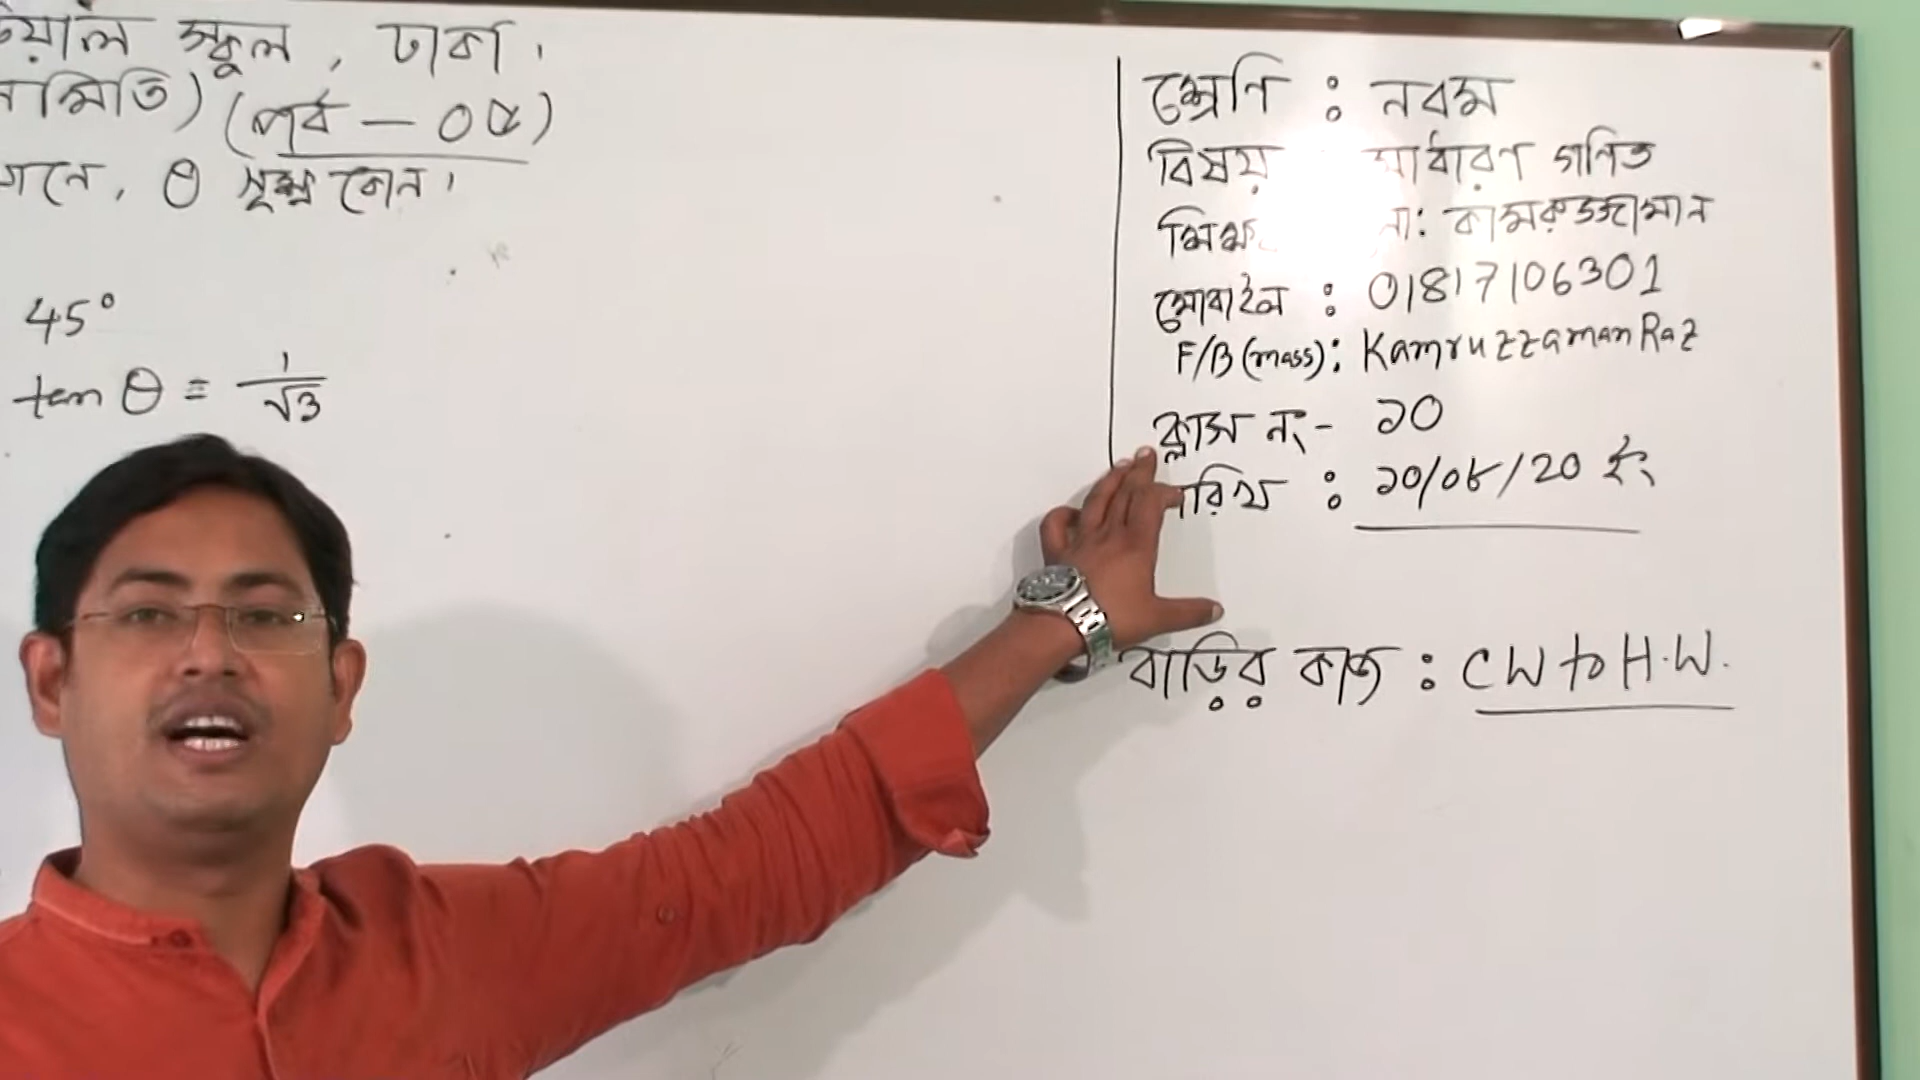 স্কুল, ঢাকা।
(পর্ব - ০৫)
θ সূক্ষ্ম কোন।
45°
tan θ = 1/√3
শ্রেণি : নবম
বিষয় সাধারণ গণিত
মো: কামরুজ্জামান
মোবাইল : 01817106301
F/B (mass): Kamruzzaman Raz
ক্লাস নং - ১০
১০/০৮/20 ইং
বাড়ির কাজ : CW to H.W.